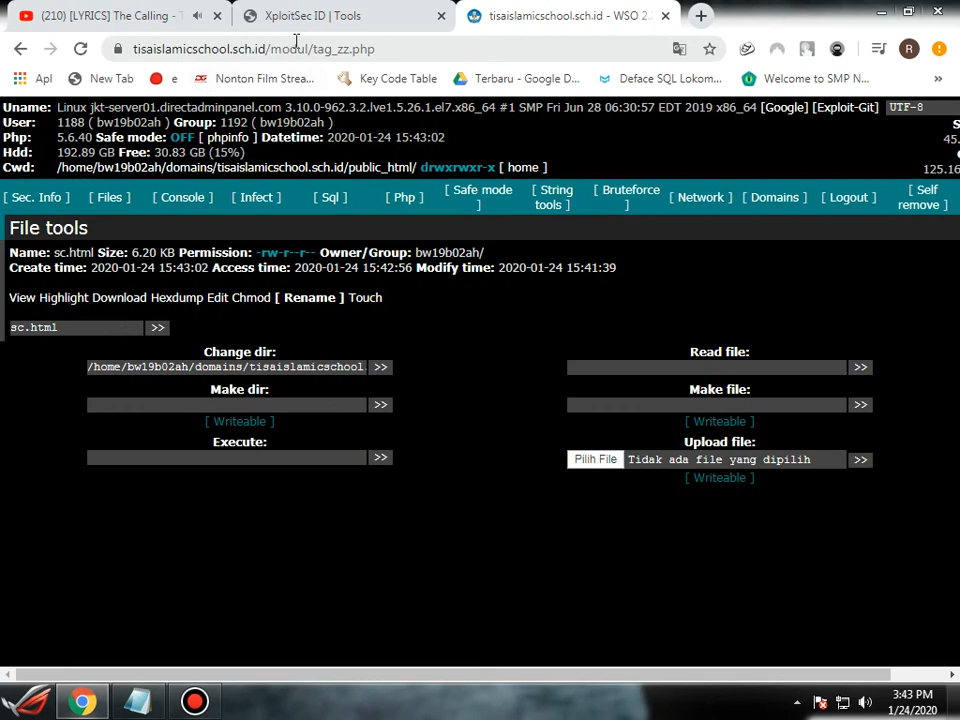 (210) [LYRICS] The Calling - T
XploitSec ID | Tools
tisaislamicschool.sch.id - WSO 2.
tisaislamicschool.sch.id/modul/tag_zz.php
R
Apl
New Tab
e
Nonton Film Strea...
Key Code Table
Terbaru - Google D...
Deface SQL Lokom...
Welcome to SMP N...
»
Uname: Linux jkt-server01.directadminpanel.com 3.10.0-962.3.2.lve1.5.26.1.el7.x86_64 #1 SMP Fri Jun 28 06:30:57 EDT 2019 x86_64 [Google] [Exploit-Git] UTF-8
User: 1188 ( bw19b02ah ) Group: 1192 ( bw19b02ah ) S
Php: 5.6.40 Safe mode: OFF [ phpinfo ] Datetime: 2020-01-24 15:43:02 45.
Hdd: 192.89 GB Free: 30.83 GB (15%)
Cwd: /home/bw19b02ah/domains/tisaislamicschool.sch.id/public_html/ drwxrwxr-x [ home ] 125.16
[ Sec. Info ] [ Files ] [ Console ] [ Infect ] [ Sql ] [ Php ] [ Safe mode ] [ String tools ] [ Bruteforce ] [ Network ] [ Domains ] [ Logout ] [ Self remove ]
File tools
Name: sc.html Size: 6.20 KB Permission: -rw-r--r-- Owner/Group: bw19b02ah/
Create time: 2020-01-24 15:43:02 Access time: 2020-01-24 15:42:56 Modify time: 2020-01-24 15:41:39
View Highlight Download Hexdump Edit Chmod [ Rename ] Touch
sc.html >>
Change dir:
/home/bw19b02ah/domains/tisaislamicschool. >>
Read file:
>>
Make dir:
>>
[ Writeable ]
Make file:
>>
[ Writeable ]
Execute:
>>
Upload file:
Pilih File Tidak ada file yang dipilih >>
[ Writeable ]
3:43 PM
1/24/2020